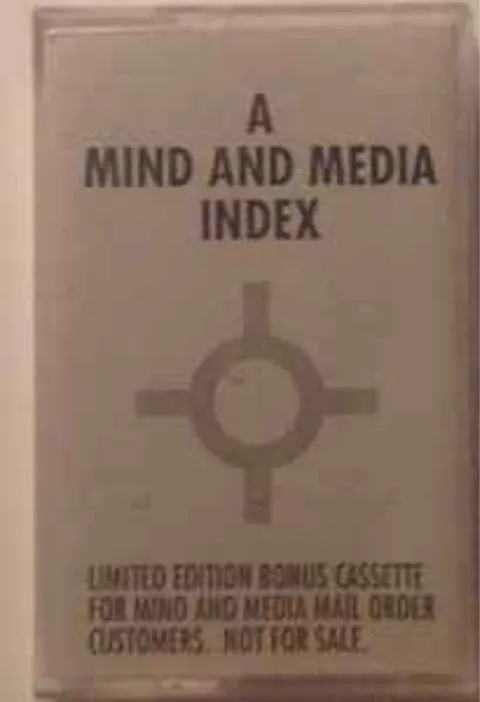 A
MIND AND MEDIA
INDEX
LIMITED EDITION BONUS CASSETTE
FOR MIND AND MEDIA MAIL ORDER
CUSTOMERS. NOT FOR SALE.